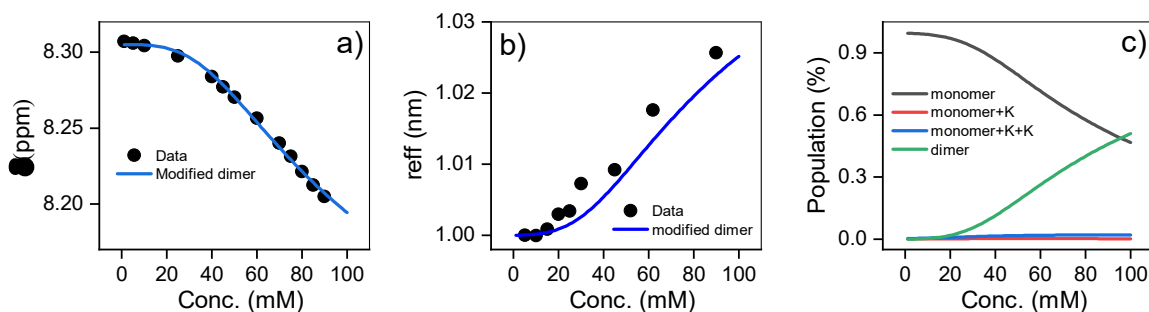 a)
8.30
8.25
8.20
(ppm)
Data
Modified dimer
0 20 40 60 80 100
Conc. (mM)
b)
1.03
1.02
1.01
1.00
reff (nm)
Data
modified dimer
0 20 40 60 80 100
Conc. (mM)
c)
0.9
0.6
0.3
0.0
Population (%)
monomer
monomer+K
monomer+K+K
dimer
0 20 40 60 80 100
Conc. (mM)